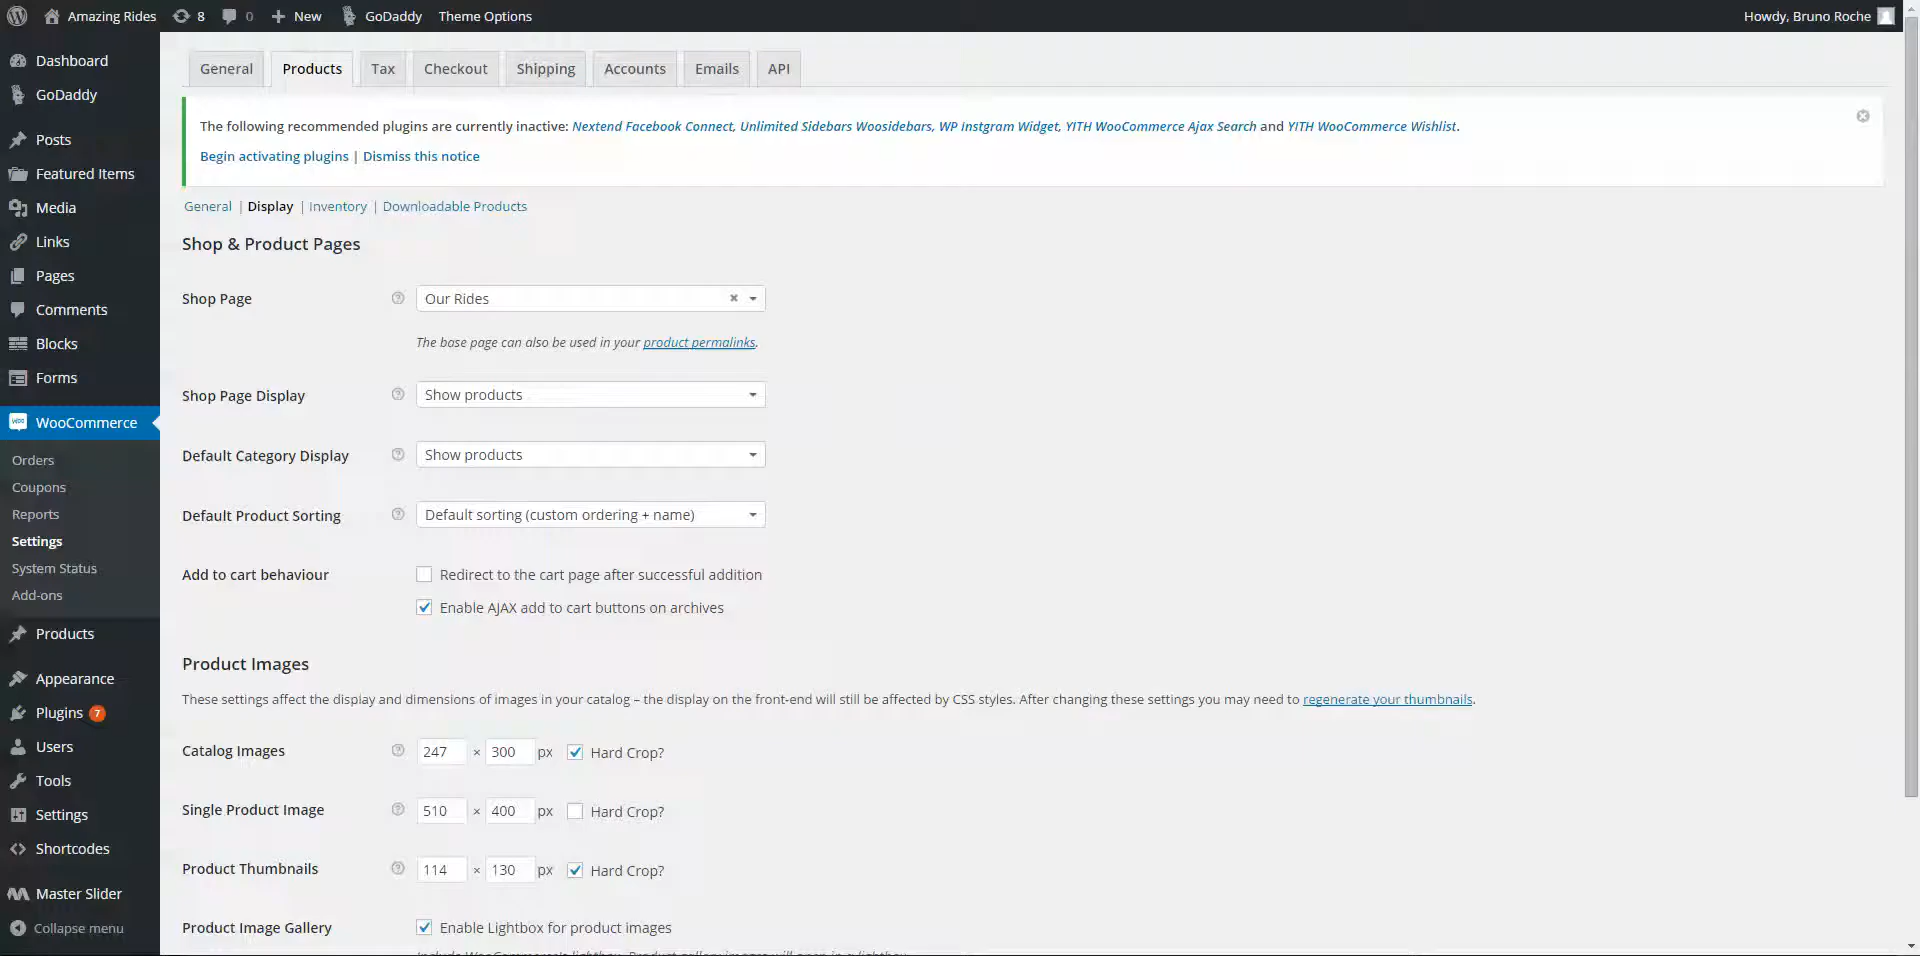 Amazing Rides 8 0 New GoDaddy Theme Options Howdy, Bruno Roche
Dashboard
GoDaddy
Posts
Featured Items
Media
Links
Pages
Comments
Blocks
Forms
WooCommerce
Orders
Coupons
Reports
Settings
System Status
Add-ons
Products
Appearance
Plugins 7
Users
Tools
Settings
Shortcodes
Master Slider
Collapse menu
General Products Tax Checkout Shipping Accounts Emails API
The following recommended plugins are currently inactive: Nextend Facebook Connect, Unlimited Sidebars Woosidebars, WP Instgram Widget, YITH WooCommerce Ajax Search and YITH WooCommerce Wishlist.
Begin activating plugins | Dismiss this notice
General | Display | Inventory | Downloadable Products
Shop & Product Pages
Shop Page Our Rides
The base page can also be used in your product permalinks.
Shop Page Display Show products
Default Category Display Show products
Default Product Sorting Default sorting (custom ordering + name)
Add to cart behaviour Redirect to the cart page after successful addition
Enable AJAX add to cart buttons on archives
Product Images
These settings affect the display and dimensions of images in your catalog – the display on the front-end will still be affected by CSS styles. After changing these settings you may need to regenerate your thumbnails.
Catalog Images 247 × 300 px Hard Crop?
Single Product Image 510 × 400 px Hard Crop?
Product Thumbnails 114 × 130 px Hard Crop?
Product Image Gallery Enable Lightbox for product images